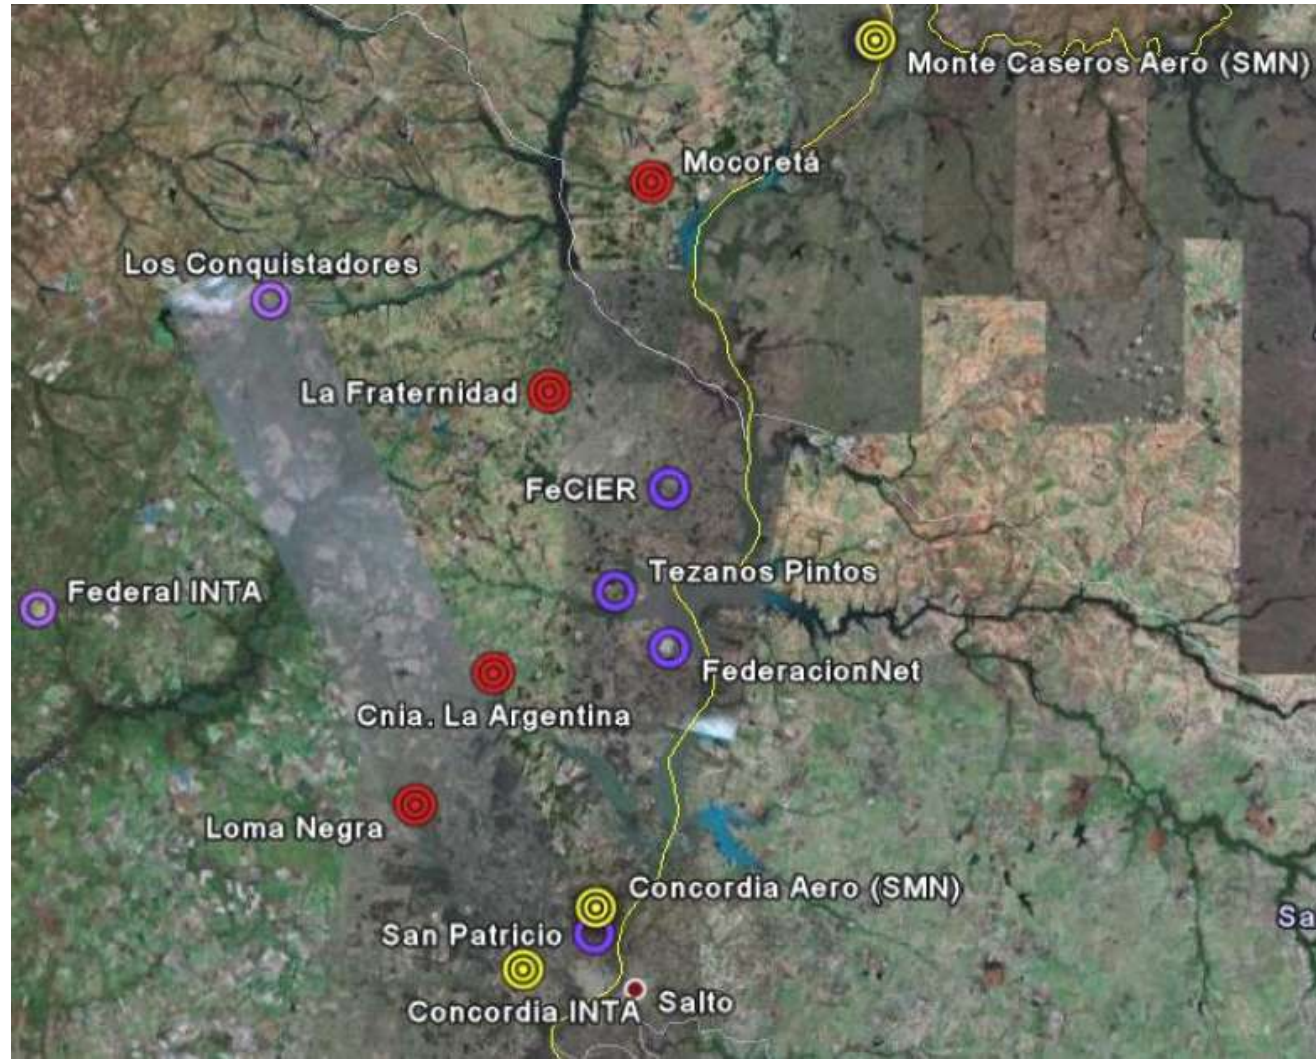 Monte Caseros Aero (SMN)
Mocoretá
Los Conquistadores
La Fraternidad
FeCiER
Tezanos Pintos
Federal INTA
FederacionNet
Cnia. La Argentina
Loma Negra
Concordia Aero (SMN)
Sa
San Patricio
Concordia INTA
Salto